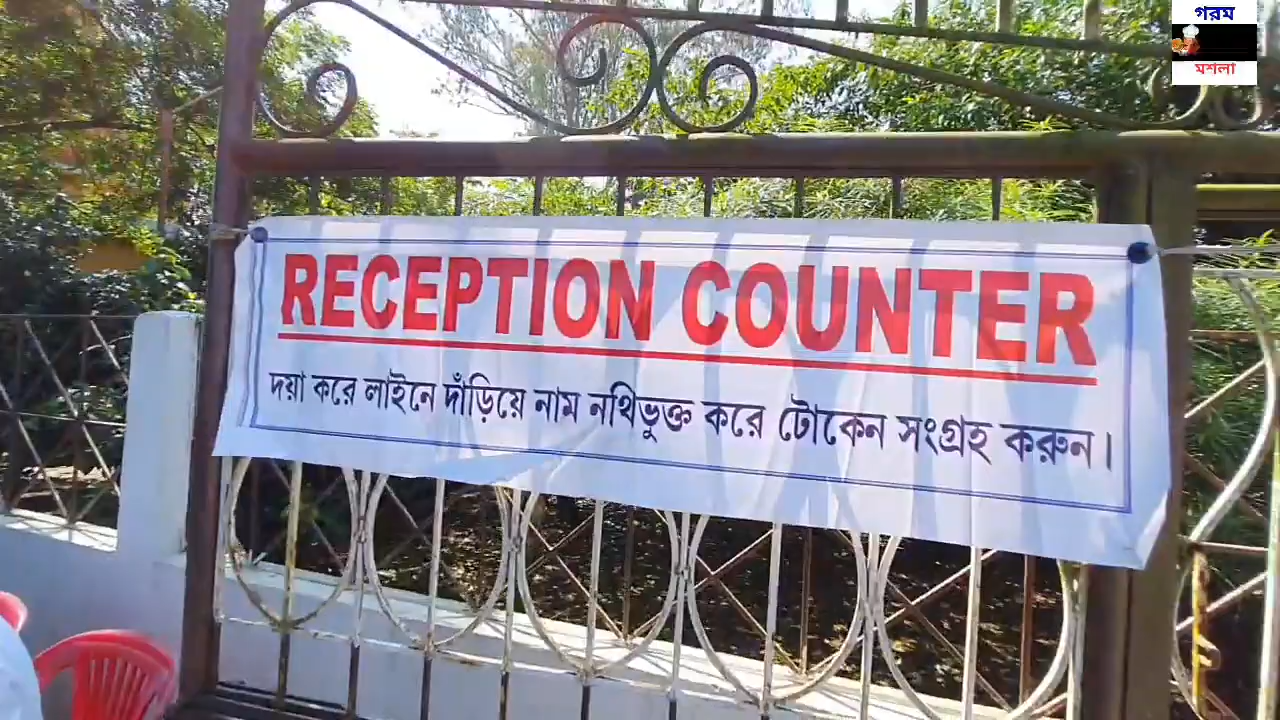 গরম
মশলা
RECEPTION COUNTER
দয়া করে লাইনে দাঁড়িয়ে নাম নথিভুক্ত করে টোকেন সংগ্রহ করুন।